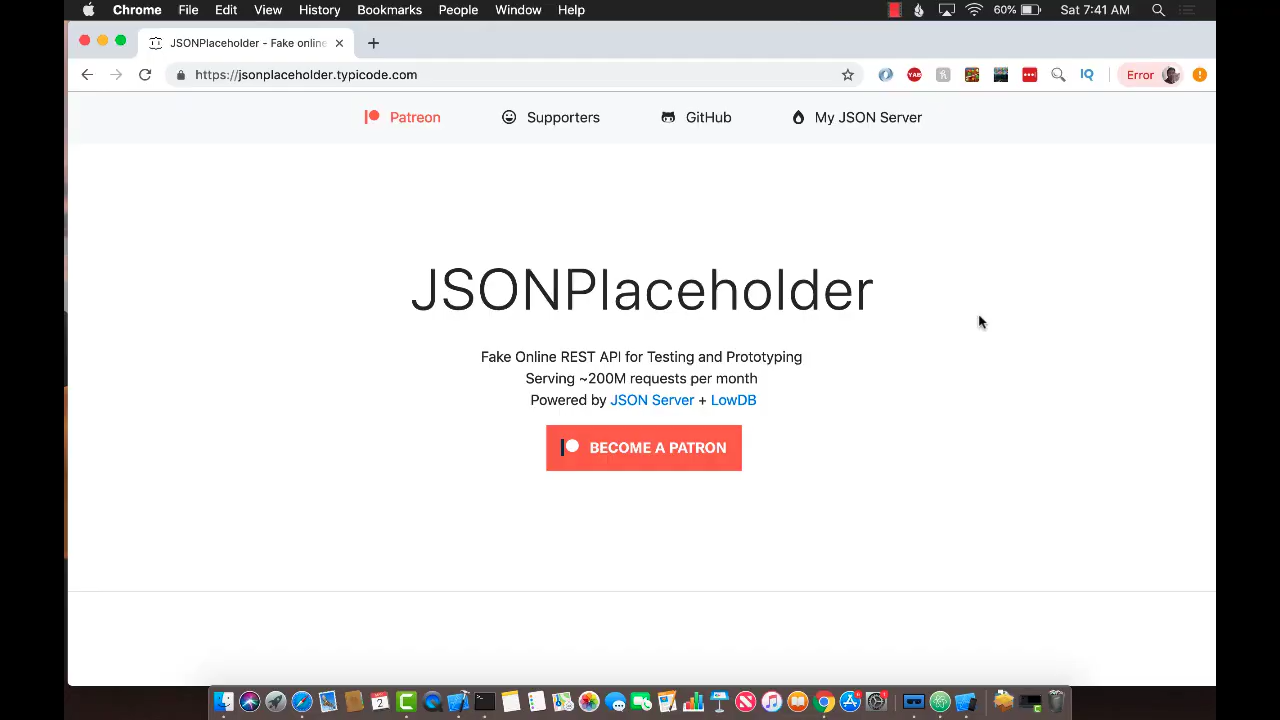 Chrome File Edit View History Bookmarks People Window Help 60% Sat 7:41 AM
JSONPlaceholder - Fake online
https://jsonplaceholder.typicode.com YAB IQ Error
Patreon Supporters GitHub My JSON Server
JSONPlaceholder
Fake Online REST API for Testing and Prototyping
Serving ~200M requests per month
Powered by JSON Server + LowDB
BECOME A PATRON